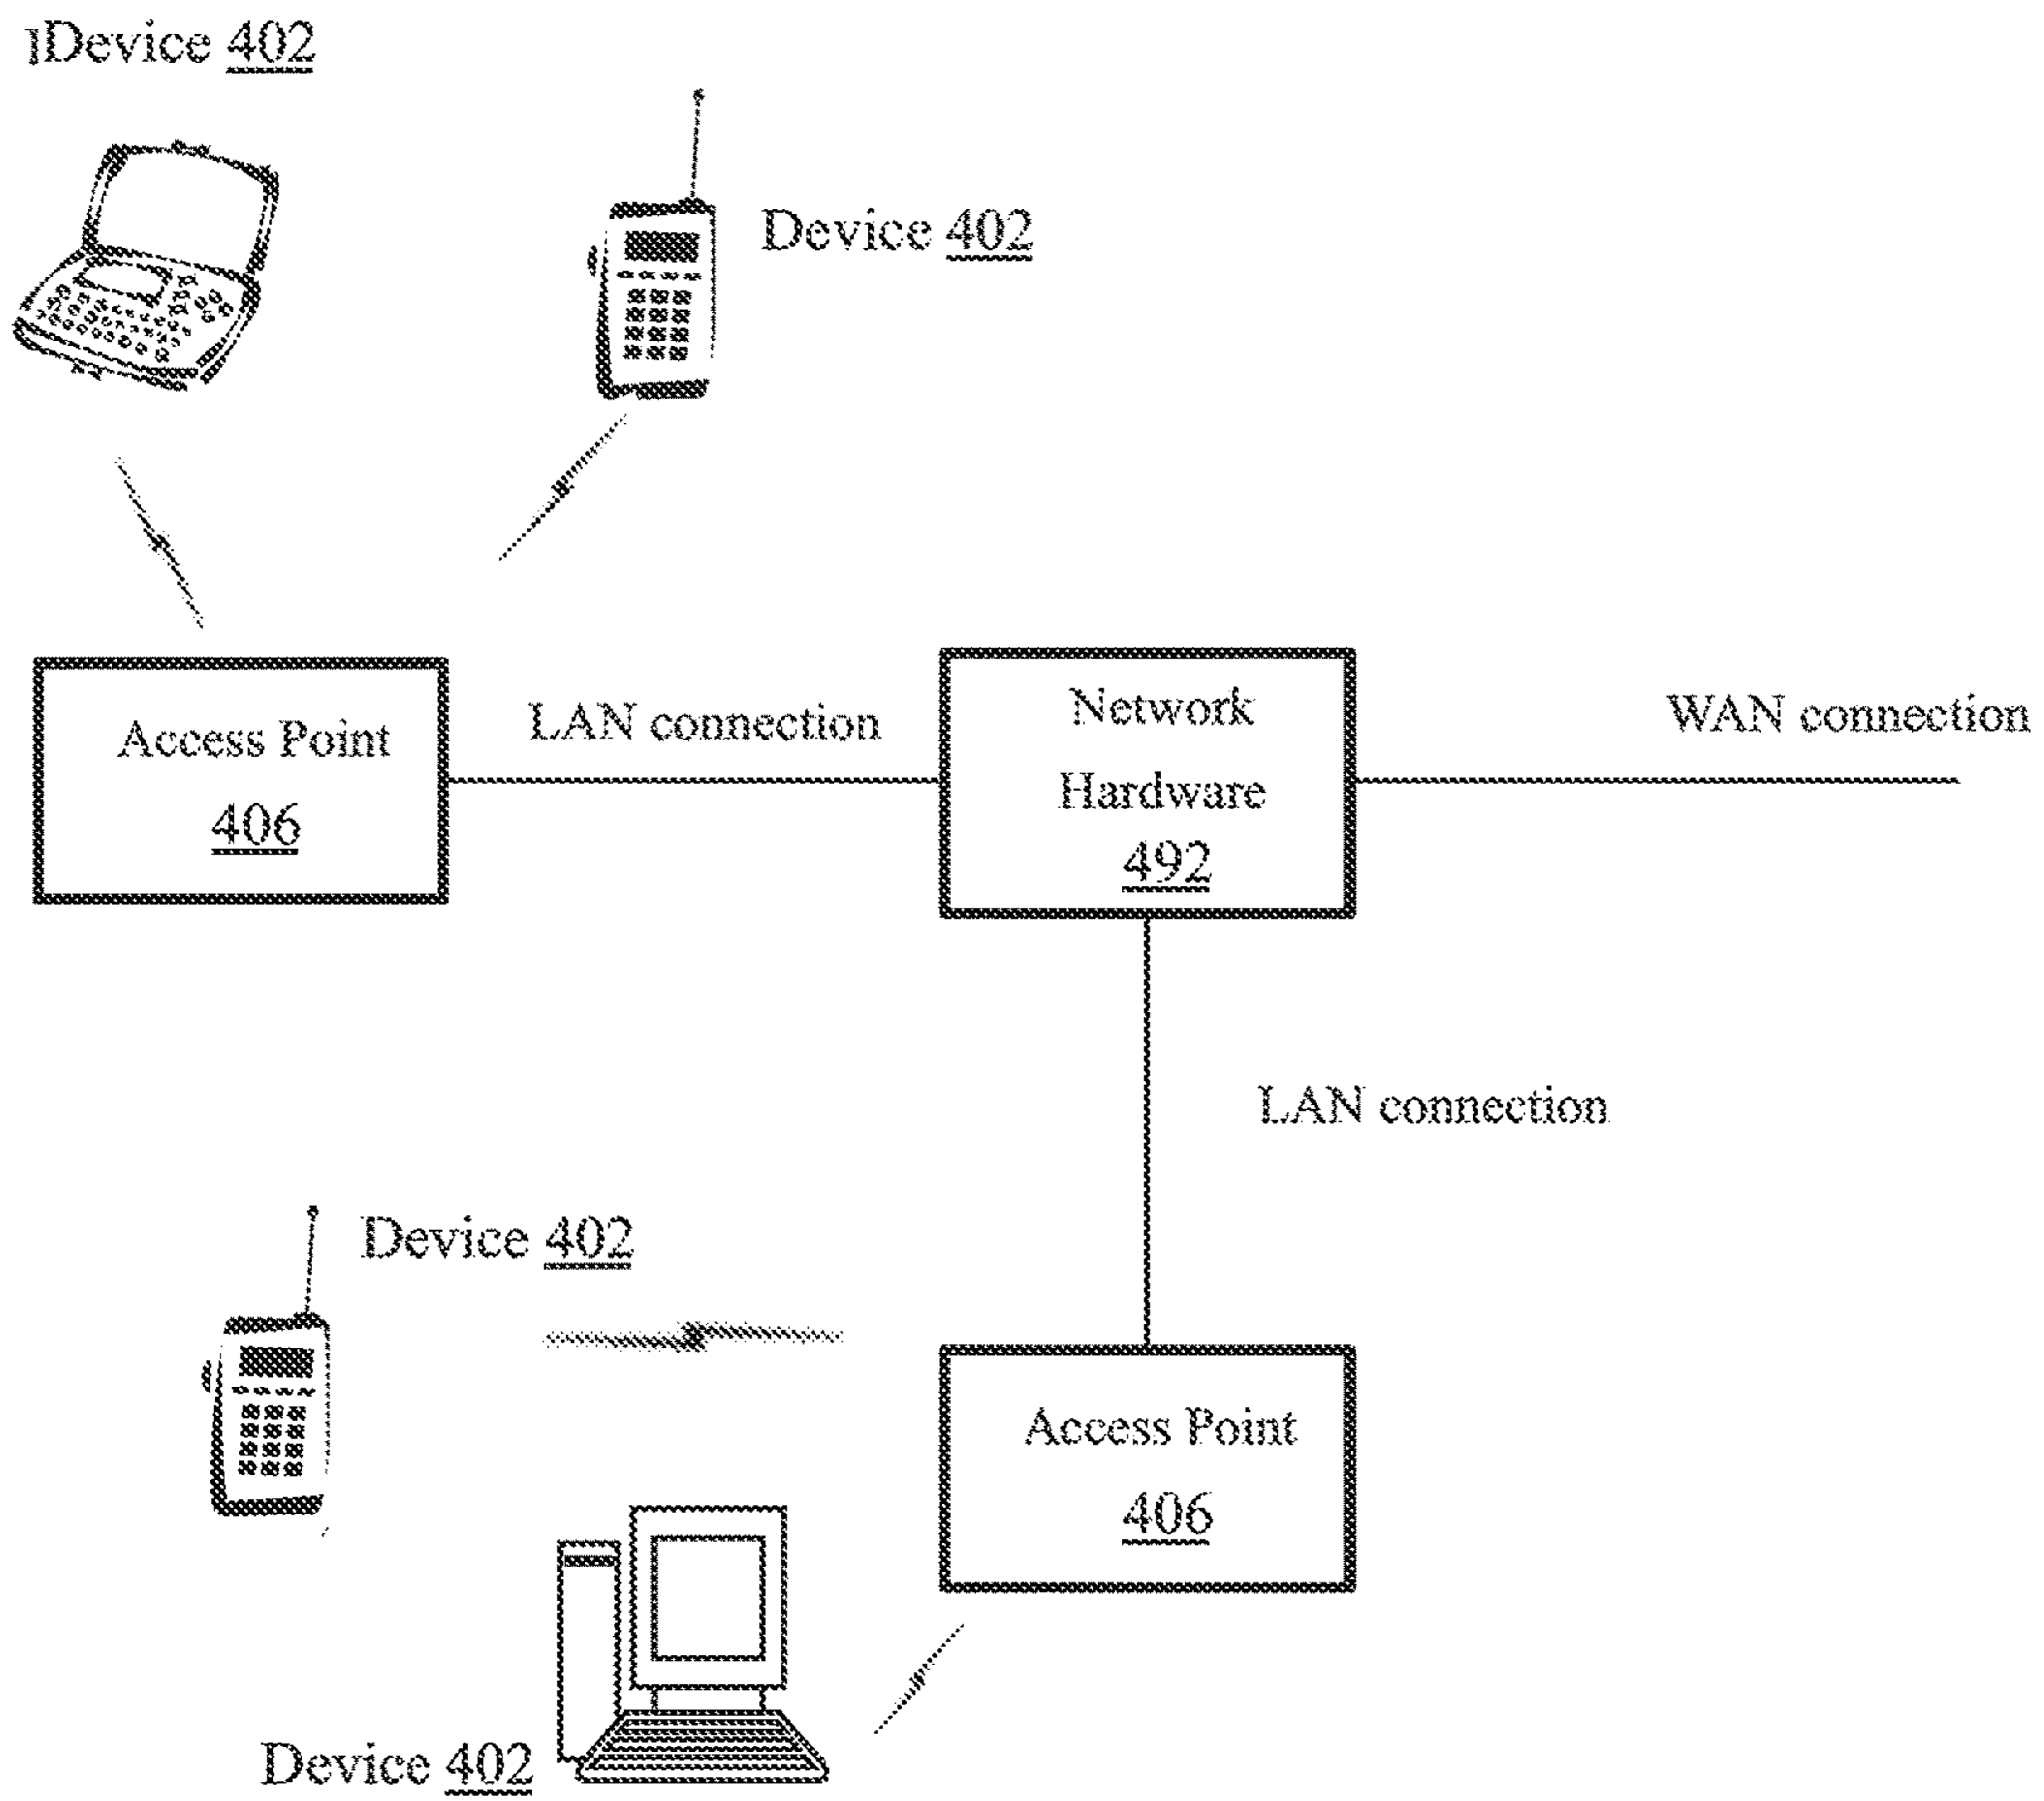 Device 402
Device 402
Access Point
406
LAN connection
Network
Hardware
492
WAN connection
LAN connection
Device 402
Access Point
406
Device 402